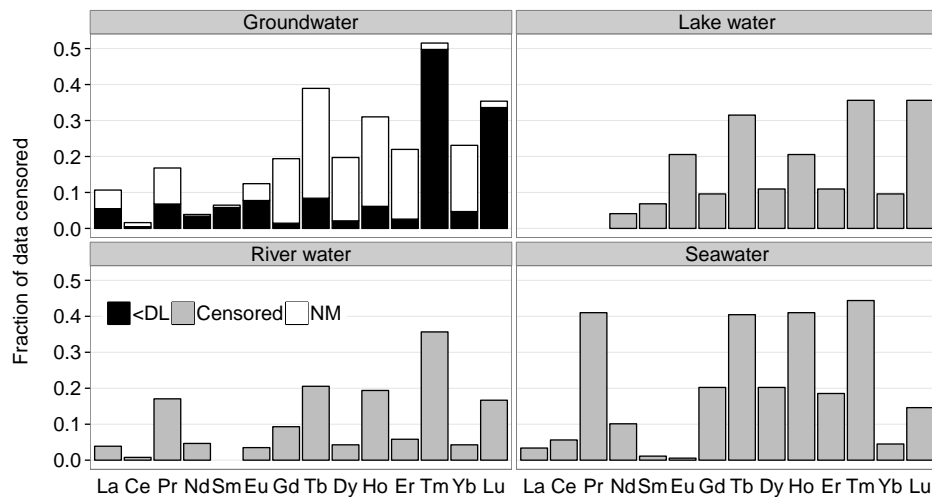 Groundwater
Lake water
Fraction of data censored
0.5
0.4
0.3
0.2
0.1
0.0
River water
Seawater
0.5
0.4
0.3
0.2
0.1
0.0
<DL Censored NM
La Ce Pr Nd Sm Eu Gd Tb Dy Ho Er Tm Yb Lu
La Ce Pr Nd Sm Eu Gd Tb Dy Ho Er Tm Yb Lu